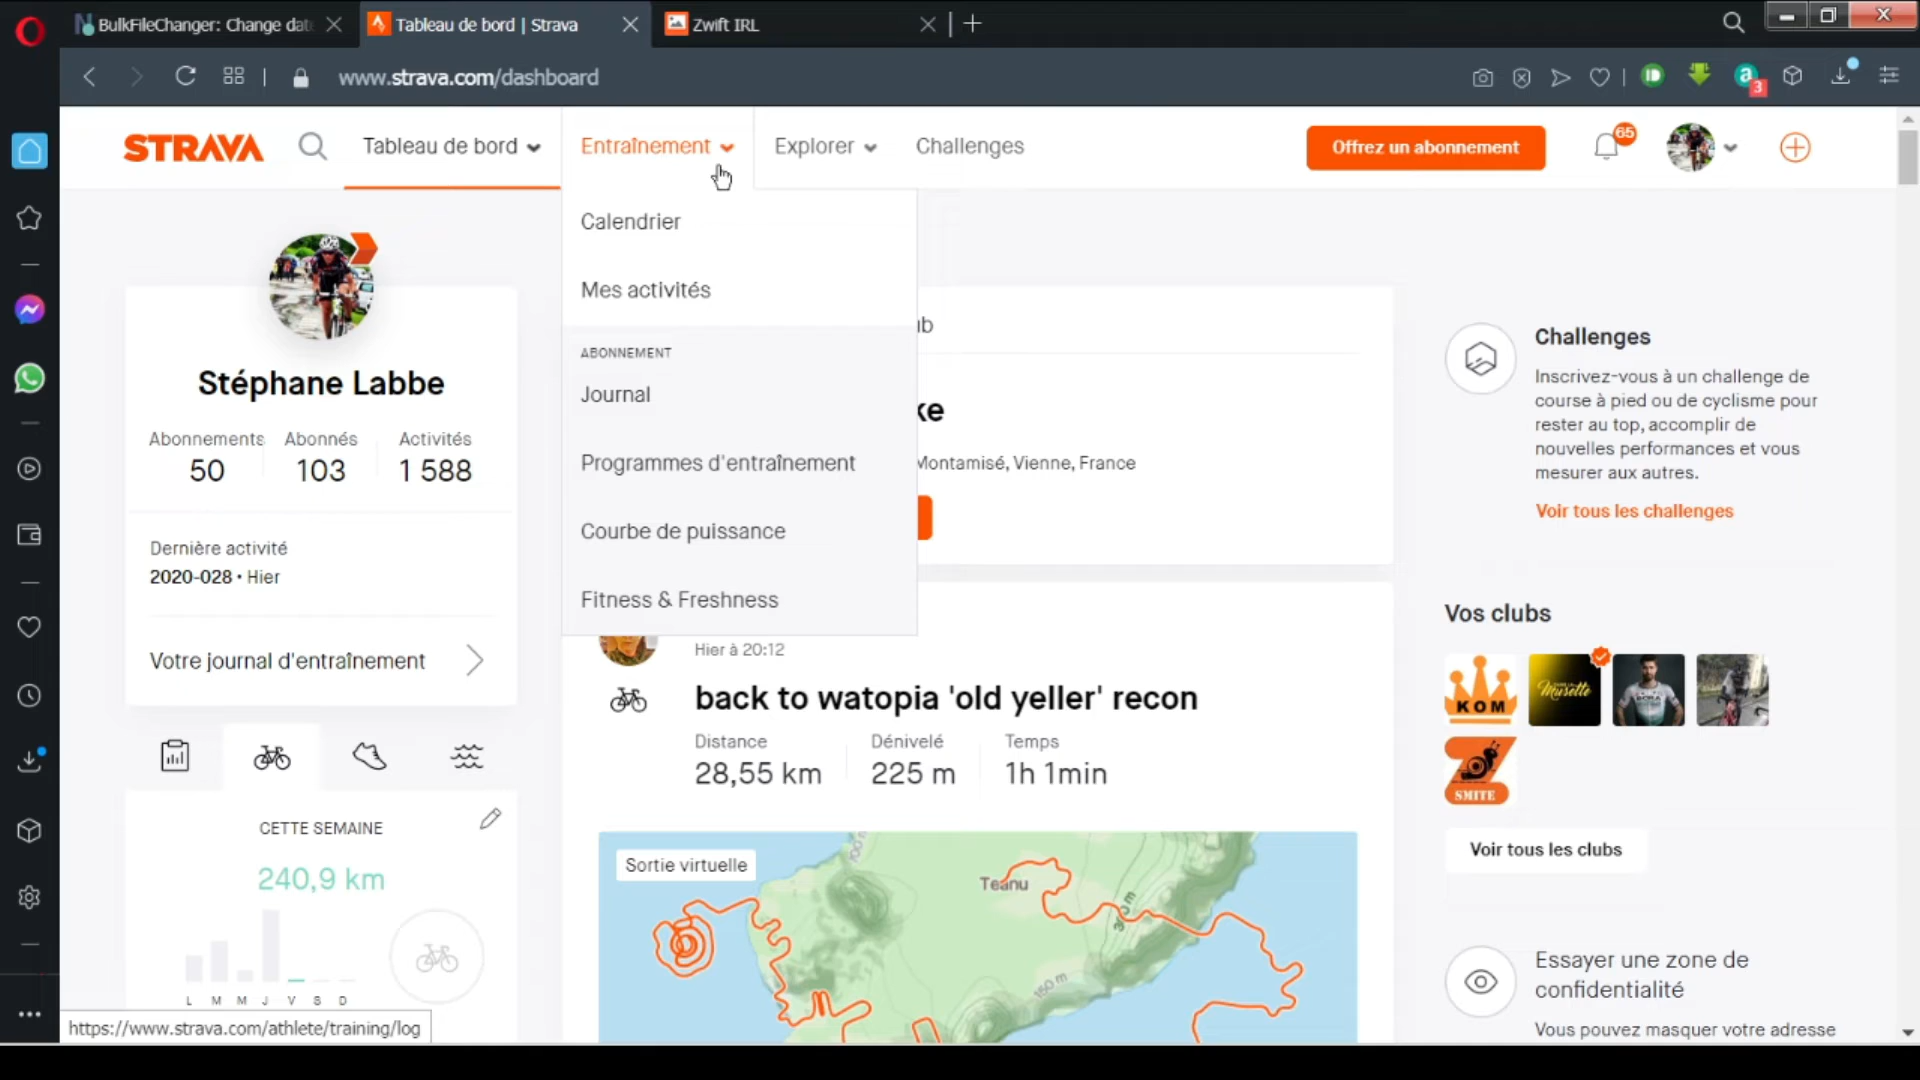 BulkFileChanger: Change dat
Tableau de bord | Strava
Zwift IRL
www.strava.com/dashboard
3
STRAVA
Tableau de bord
Entraînement
Explorer
Challenges
Offrez un abonnement
65
Calendrier
Mes activités
ABONNEMENT
Journal
Programmes d'entraînement
Courbe de puissance
Fitness & Freshness
Stéphane Labbe
Abonnements Abonnés Activités
50 103 1 588
Dernière activité
2020-028 • Hier
Votre journal d'entraînement
CETTE SEMAINE
240,9 km
L M M J V S D
https://www.strava.com/athlete/training/log
Montamisé, Vienne, France
Hier à 20:12
back to watopia 'old yeller' recon
Distance Dénivelé Temps
28,55 km 225 m 1h 1min
Sortie virtuelle
Teanu
100 m
150 m
Challenges
Inscrivez-vous à un challenge de
course à pied ou de cyclisme pour
rester au top, accomplir de
nouvelles performances et vous
mesurer aux autres.
Voir tous les challenges
Vos clubs
KOM
Musette
SMITE
Voir tous les clubs
Essayer une zone de
confidentialité
Vous pouvez masquer votre adresse